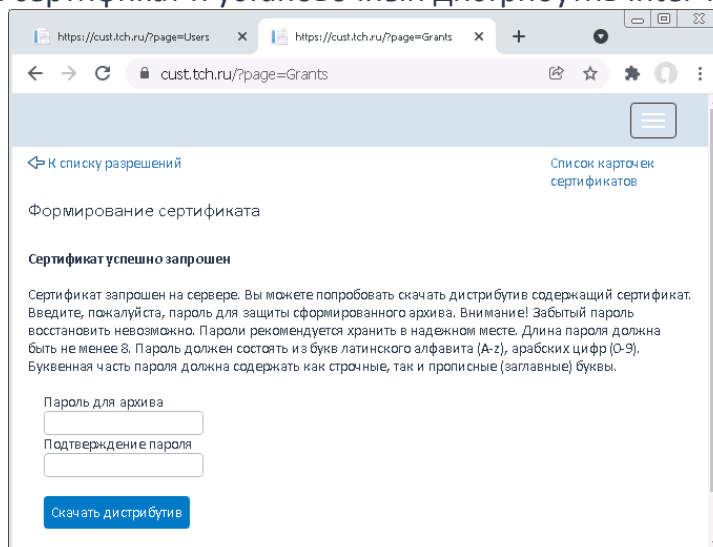 сертификат и установочный дистрибутив Inter-
https://cust.tch.ru/?page=Users
https://cust.tch.ru/?page=Grants
cust.tch.ru/?page=Grants
К списку разрешений
Список карточек
сертификатов
Формирование сертификата
Сертификат успешно запрошен
Сертификат запрошен на сервере. Вы можете попробовать скачать дистрибутив содержащий сертификат.
Введите, пожалуйста, пароль для защиты сформированного архива. Внимание! Забытый пароль
восстановить невозможно. Пароли рекомендуется хранить в надежном месте. Длина пароля должна
быть не менее 8. Пароль должен состоять из букв латинского алфавита (A-z), арабских цифр (0-9).
Буквенная часть пароля должна содержать как строчные, так и прописные (заглавные) буквы.
Пароль для архива
Подтверждение пароля
Скачать дистрибутив